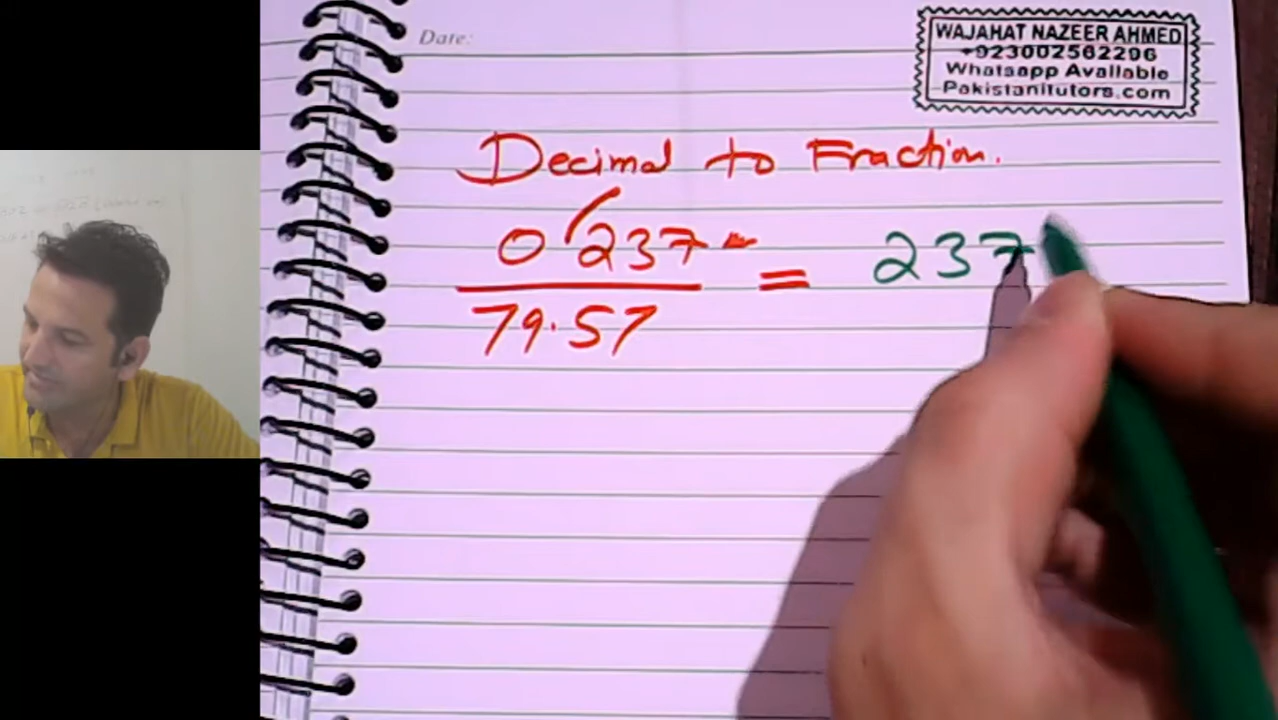 Date:
WAJAHAT NAZEER AHMED
+923002562296
Whatsapp Available
Pakistanitutors.com
Decimal to Fraction.
0 237
= 237
79.57